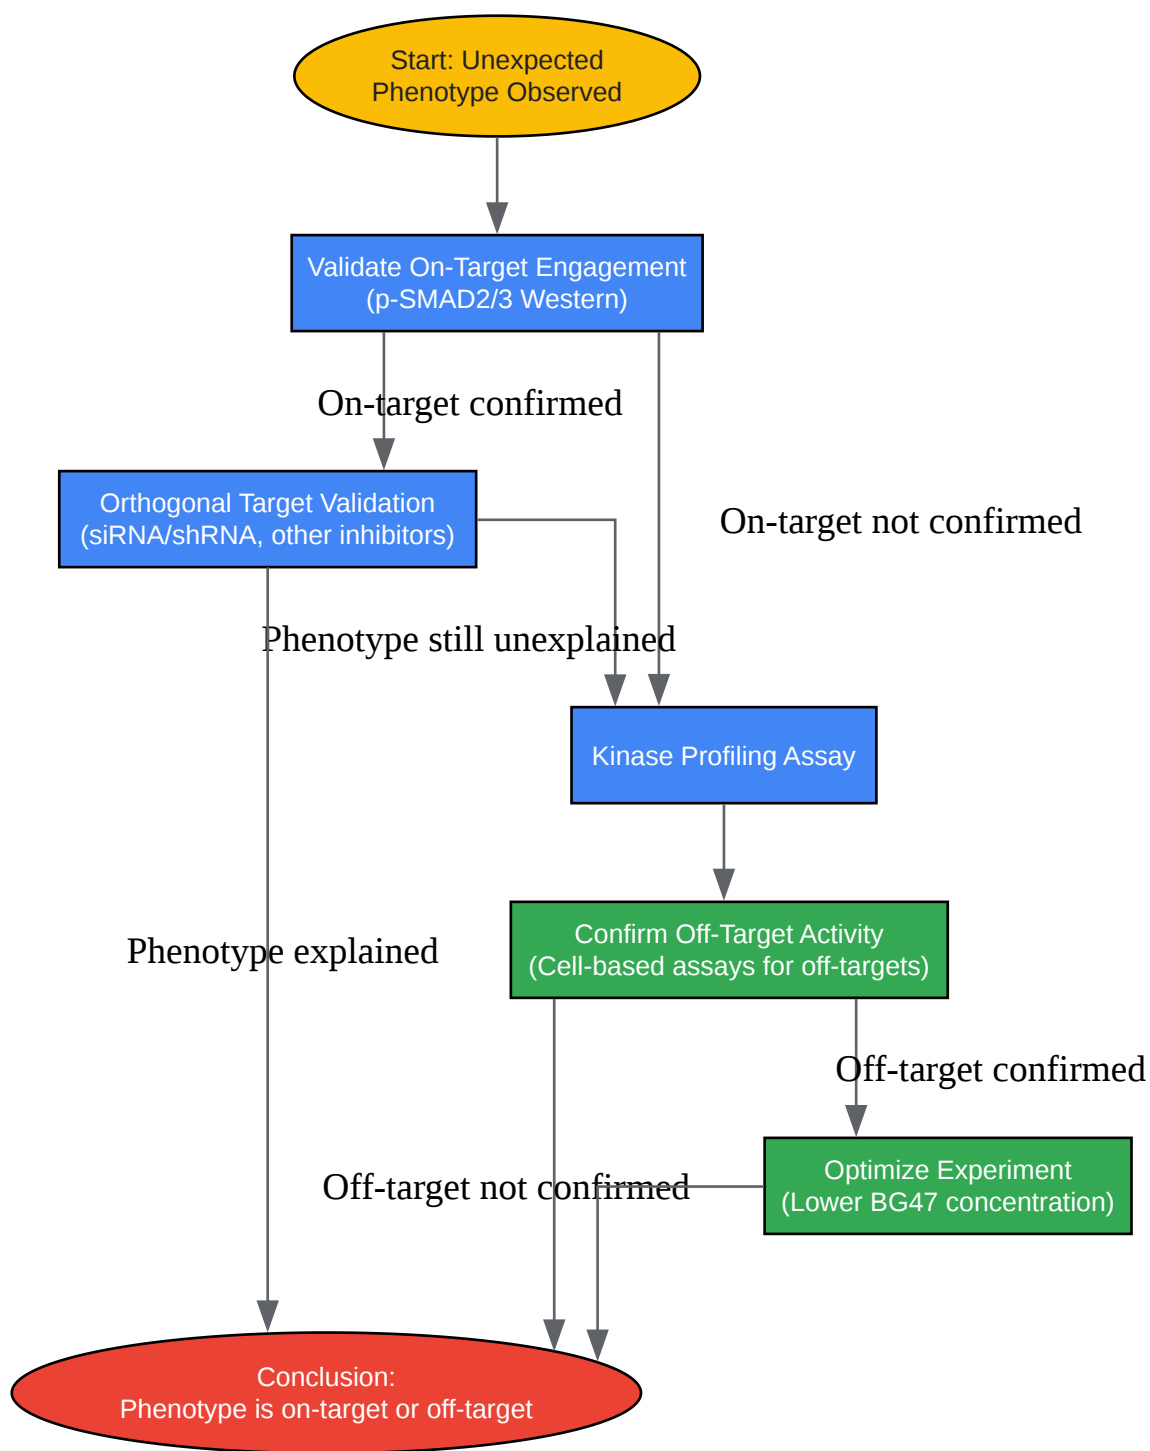 Start: Unexpected
Phenotype Observed
Validate On-Target Engagement
(p-SMAD2/3 Western)
On-target confirmed
Orthogonal Target Validation
(siRNA/shRNA, other inhibitors)
On-target not confirmed
Phenotype still unexplained
Kinase Profiling Assay
Phenotype explained
Confirm Off-Target Activity
(Cell-based assays for off-targets)
Off-target confirmed
Off-target not confirmed
Optimize Experiment
(Lower BG47 concentration)
Conclusion:
Phenotype is on-target or off-target